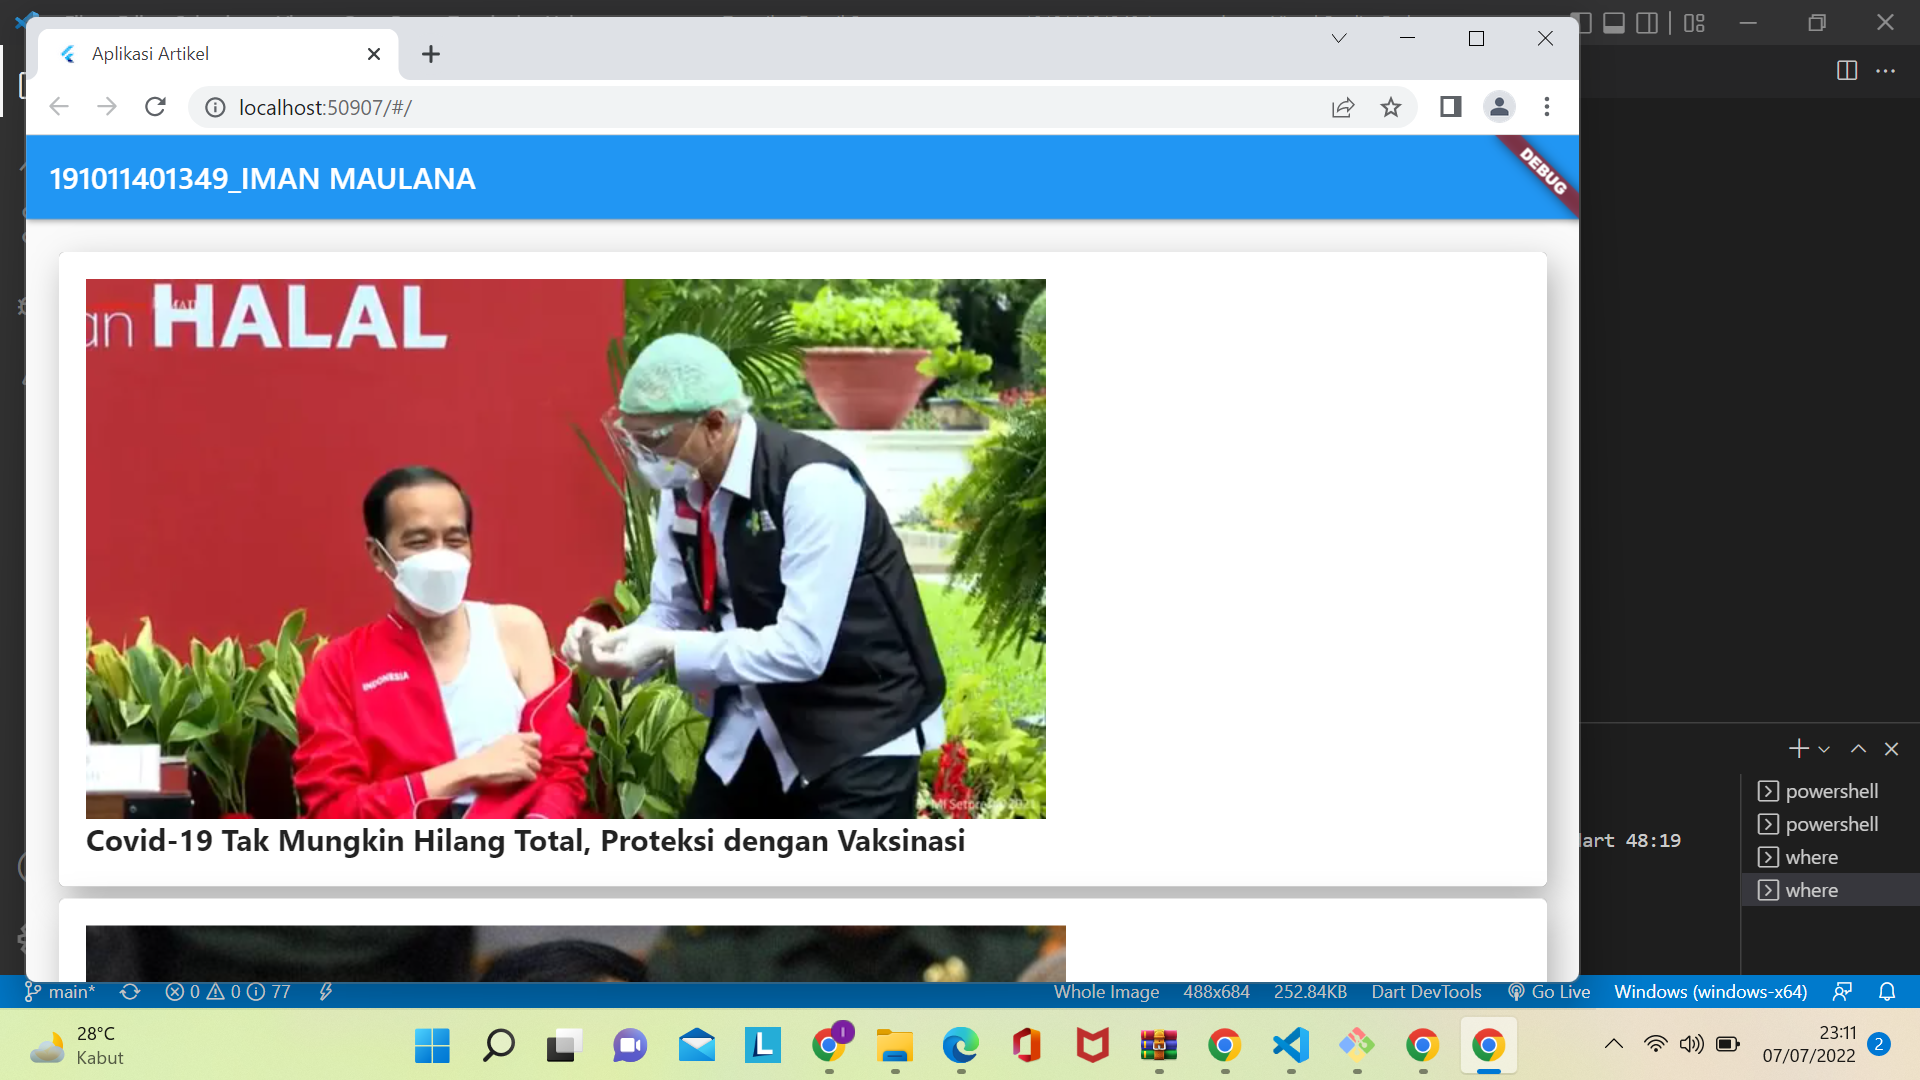 Aplikasi Artikel
localhost:50907/#/
191011401349_IMAN MAULANA
DEBUG
an HALAL
INDONESIA
Covid-19 Tak Mungkin Hilang Total, Proteksi dengan Vaksinasi
powershell
powershell
dart 48:19
where
where
main*
0 0 77
Whole Image
488x684
252.84KB
Dart DevTools
Go Live
Windows (windows-x64)
28°C
Kabut
L
I
23:11
07/07/2022
2